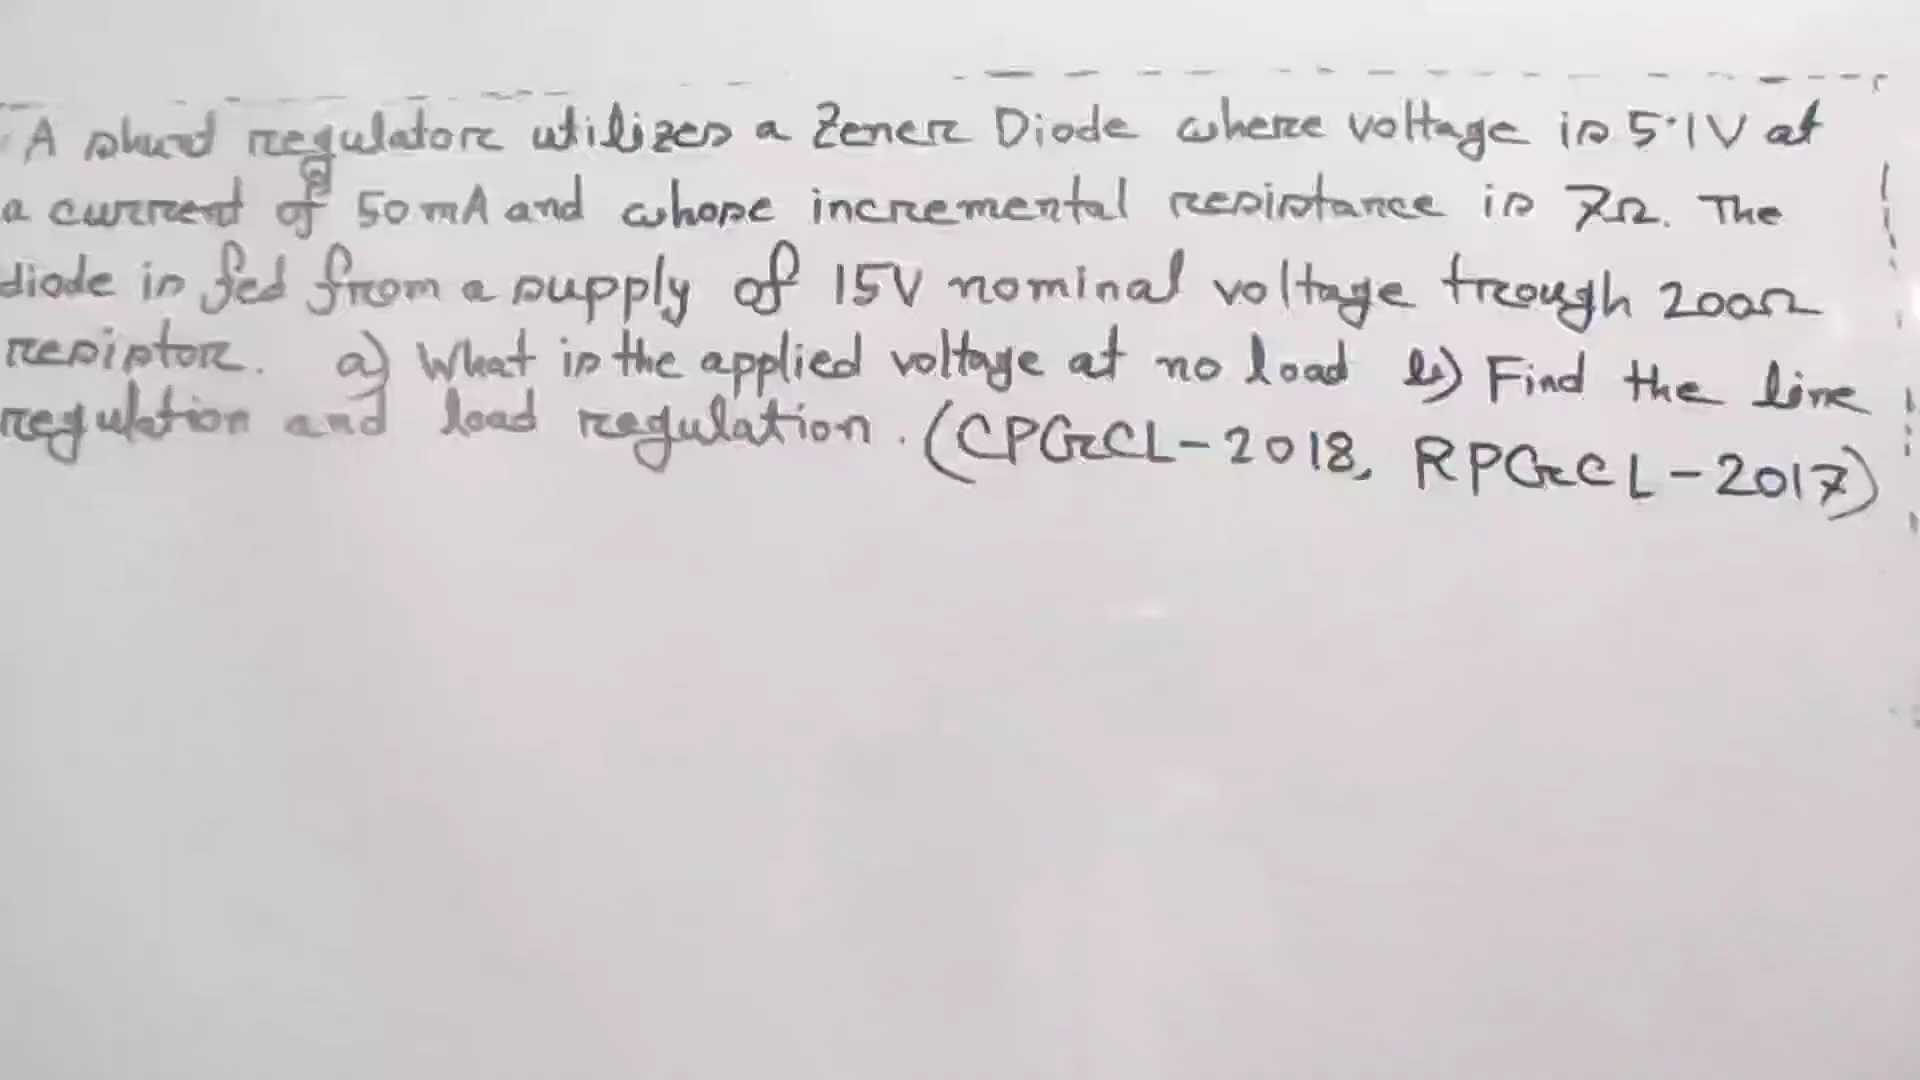 A shunt regulator utilizes a Zener Diode where voltage is 5.1V at
a current of 50mA and whose incremental resistance is 7Ω. The
diode is fed from a supply of 15V nominal voltage trough 200Ω
resistor. a) What is the applied voltage at no load b) Find the line
regulation and load regulation. (CPGCL-2018, RPGCL-2017)